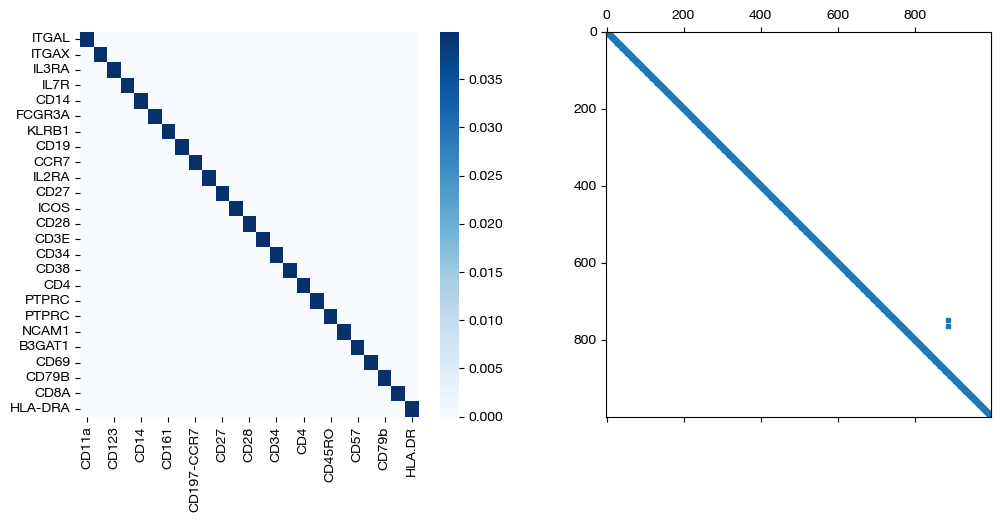 ITGAL
ITGAX
IL3RA
IL7R
CD14
FCGR3A
KLRB1
CD19
CCR7
IL2RA
CD27
ICOS
CD28
CD3E
CD34
CD38
CD4
PTPRC
PTPRC
NCAM1
B3GAT1
CD69
CD79B
CD8A
HLA-DRA
CD11a
CD123
CD14
CD161
CD197-CCR7
CD27
CD28
CD34
CD4
CD45RO
CD57
CD79b
HLA.DR
0.035
0.030
0.025
0.020
0.015
0.010
0.005
0.000
0 200 400 600 800
0
200
400
600
800